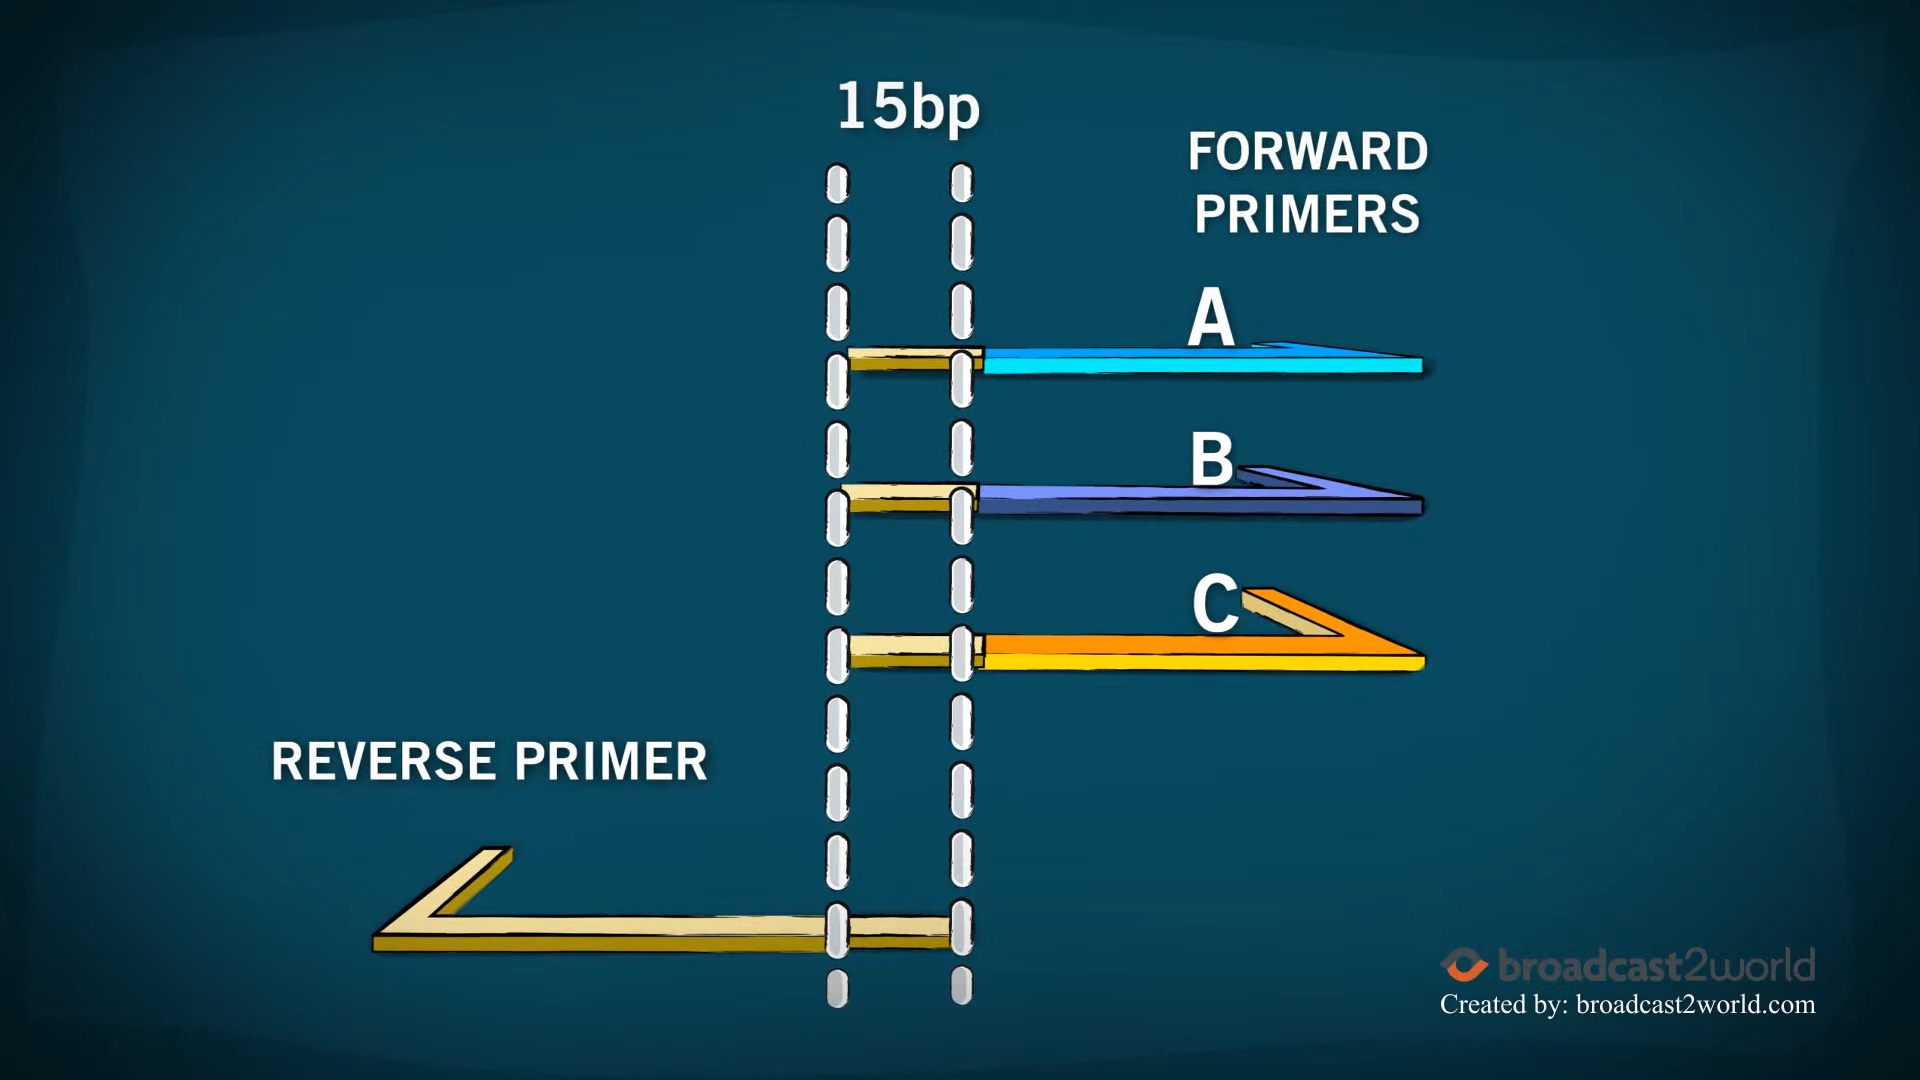 15bp
FORWARD
PRIMERS
A
B
C
REVERSE PRIMER
broadcast2world
Created by: broadcast2world.com